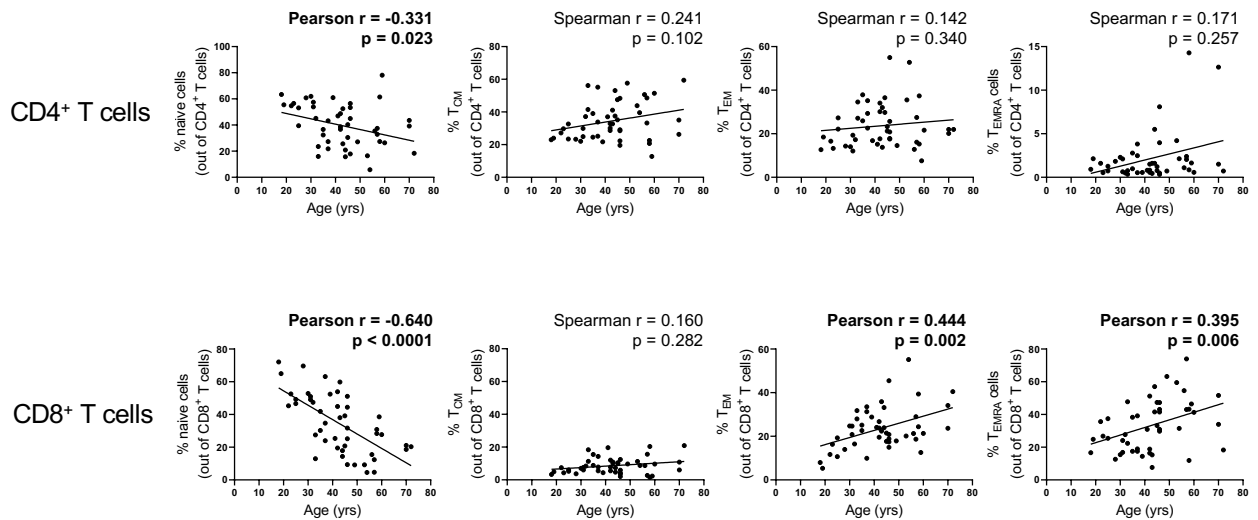 Pearson r = -0.331
p = 0.023
Spearman r = 0.241
p = 0.102
Spearman r = 0.142
p = 0.340
Spearman r = 0.171
p = 0.257
CD4⁺ T cells
% naive cells
(out of CD4⁺ T cells)
100
80
60
40
20
0
0 10 20 30 40 50 60 70 80
Age (yrs)
% T_CM
(out of CD4⁺ T cells)
80
60
40
20
0
0 10 20 30 40 50 60 70 80
Age (yrs)
% T_EM
(out of CD4⁺ T cells)
60
40
20
0
0 10 20 30 40 50 60 70 80
Age (yrs)
% T_EMRA
(out of CD4⁺ T cells)
15
10
5
0
0 10 20 30 40 50 60 70 80
Age (yrs)
Pearson r = -0.640
p < 0.0001
Spearman r = 0.160
p = 0.282
Pearson r = 0.444
p = 0.002
Pearson r = 0.395
p = 0.006
CD8⁺ T cells
% naive cells
(out of CD8⁺ T cells)
80
60
40
20
0
0 10 20 30 40 50 60 70 80
Age (yrs)
% T_CM
(out of CD8⁺ T cells)
80
60
40
20
0
0 10 20 30 40 50 60 70 80
Age (yrs)
% T_EM
(out of CD8⁺ T cells)
60
40
20
0
0 10 20 30 40 50 60 70 80
Age (yrs)
% T_EMRA cells
(out of CD8⁺ T cells)
80
60
40
20
0
0 10 20 30 40 50 60 70 80
Age (yrs)